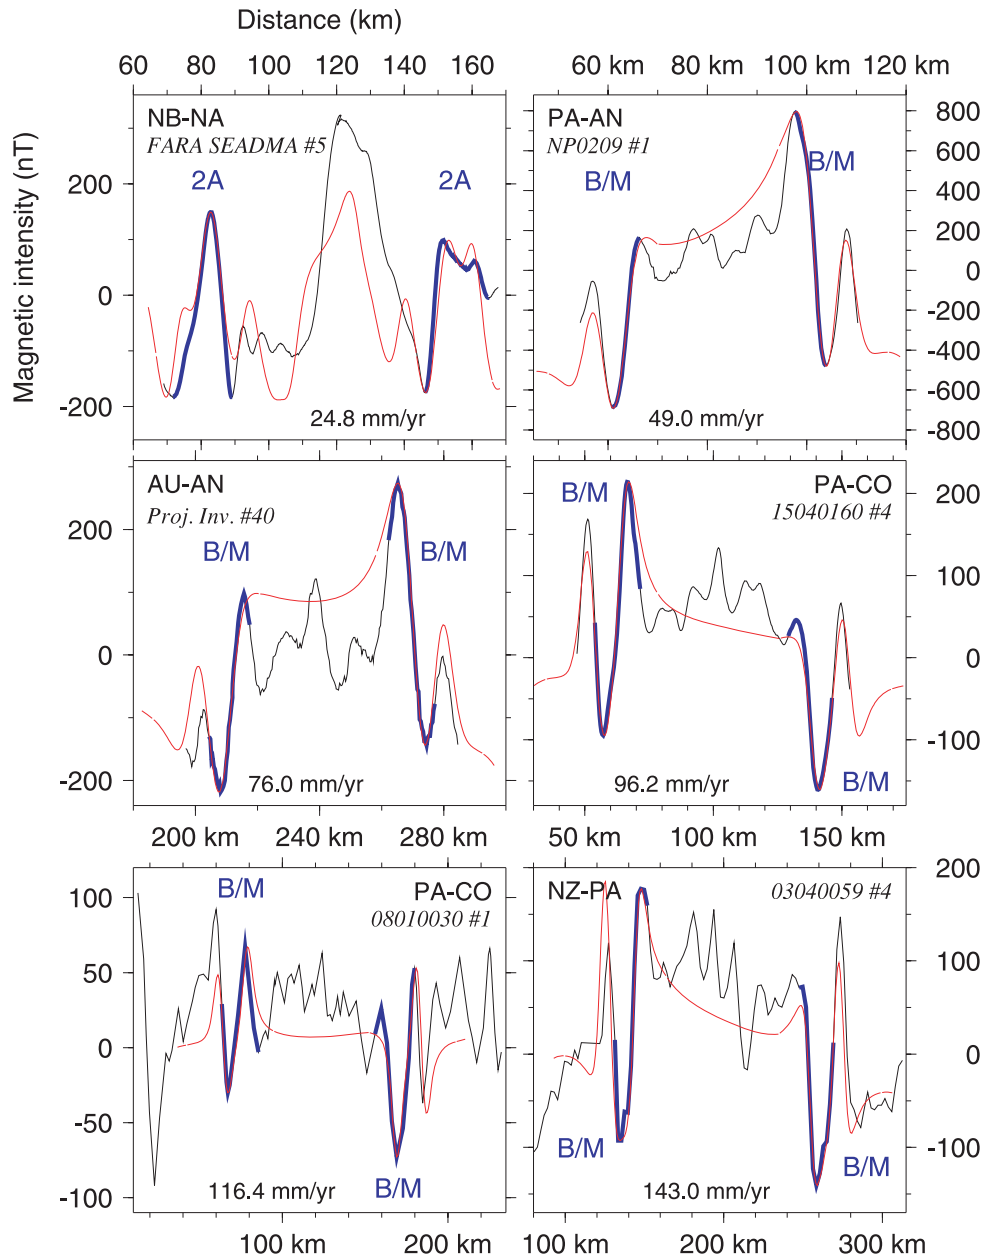 Distance (km)
60 80 100 120 140 160
60 km 80 km 100 km 120 km
Magnetic intensity (nT)
NB-NA
FARA SEADMA #5
2A
2A
200
0
-200
24.8 mm/yr
PA-AN
NP0209 #1
B/M
B/M
800
600
400
200
0
-200
-400
-600
-800
49.0 mm/yr
AU-AN
Proj. Inv. #40
B/M
B/M
200
0
-200
76.0 mm/yr
200 km 240 km 280 km
PA-CO
15040160 #4
B/M
200
100
0
-100
96.2 mm/yr
B/M
50 km 100 km 150 km
PA-CO
08010030 #1
B/M
100
50
0
-50
-100
116.4 mm/yr
B/M
100 km 200 km
NZ-PA
03040059 #4
200
100
0
-100
B/M
B/M
143.0 mm/yr
100 km 200 km 300 km